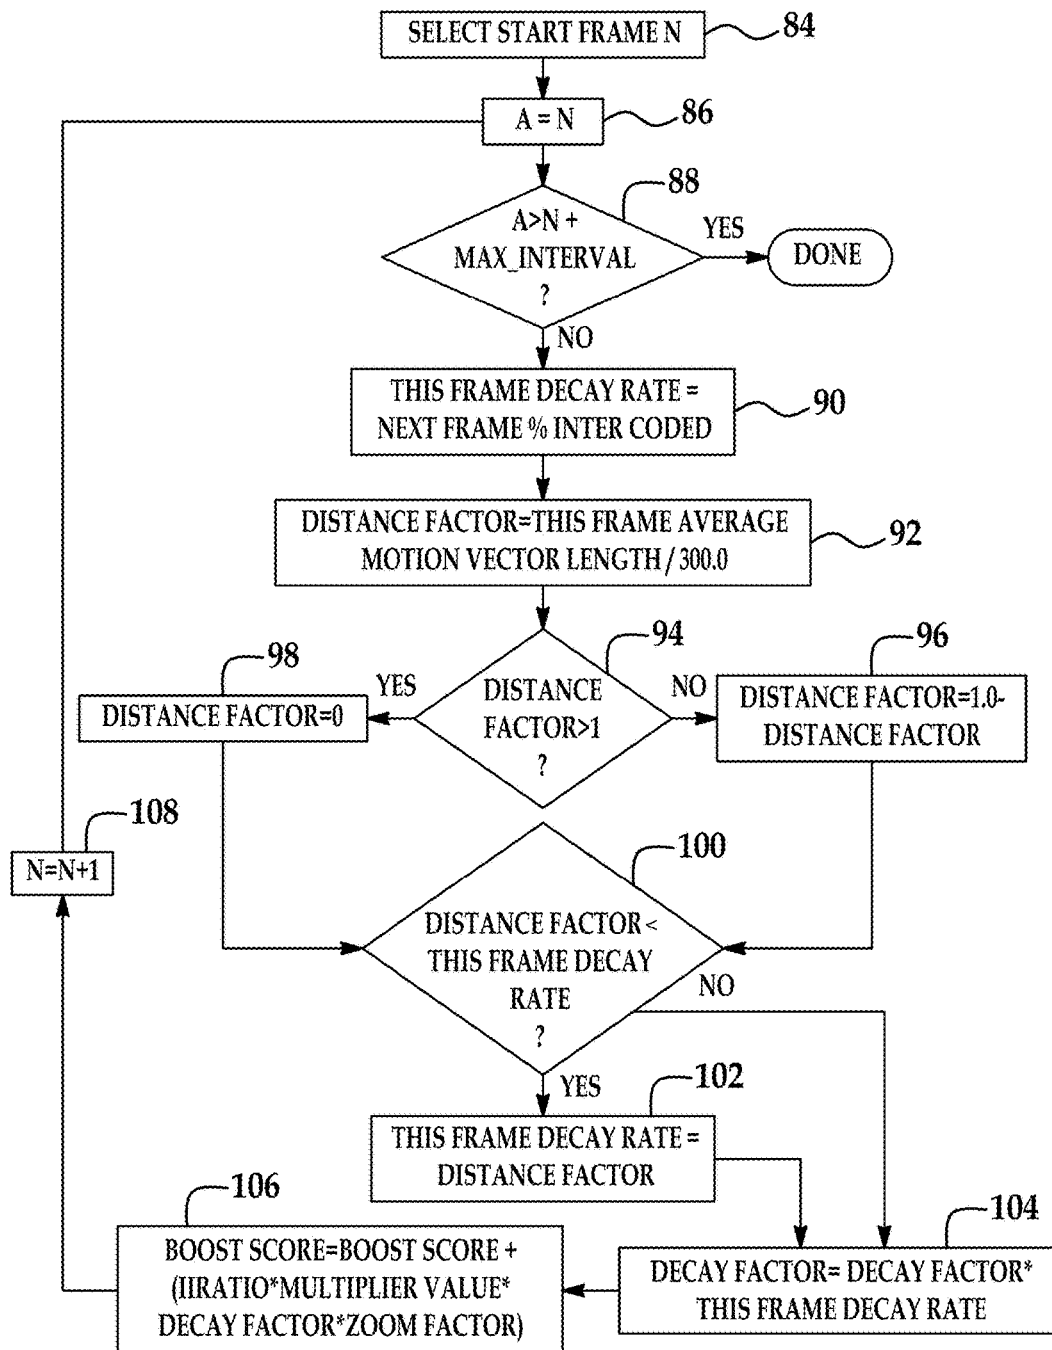 SELECT START FRAME N
84
A = N
86
88
A>N +
MAX_INTERVAL
?
YES
DONE
NO
THIS FRAME DECAY RATE =
NEXT FRAME % INTER CODED
90
DISTANCE FACTOR=THIS FRAME AVERAGE
MOTION VECTOR LENGTH / 300.0
92
94
DISTANCE
FACTOR>1
?
YES
NO
98
DISTANCE FACTOR=0
96
DISTANCE FACTOR=1.0-
DISTANCE FACTOR
108
N=N+1
100
DISTANCE FACTOR<
THIS FRAME DECAY
RATE
?
NO
YES
102
THIS FRAME DECAY RATE =
DISTANCE FACTOR
104
DECAY FACTOR= DECAY FACTOR*
THIS FRAME DECAY RATE
106
BOOST SCORE=BOOST SCORE +
(IIRATIO*MULTIPLIER VALUE*
DECAY FACTOR*ZOOM FACTOR)